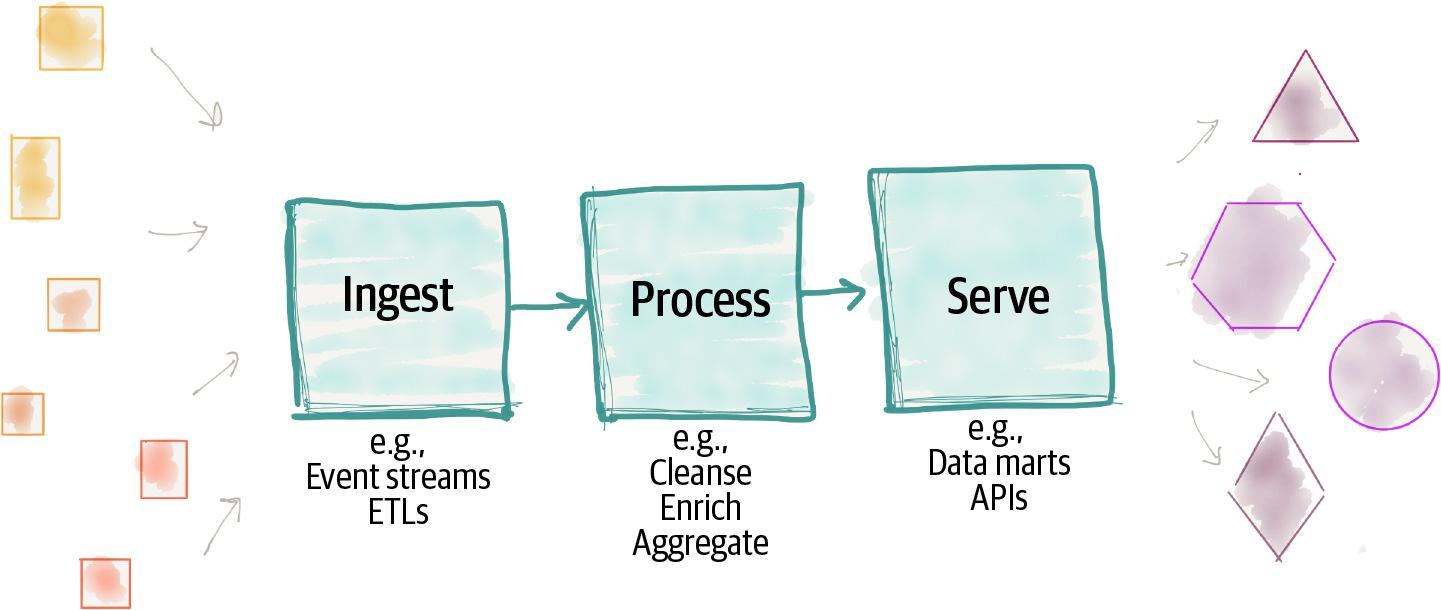 Ingest
e.g.,
Event streams
ETLs
Process
e.g.,
Cleanse
Enrich
Aggregate
Serve
e.g.,
Data marts
APIs